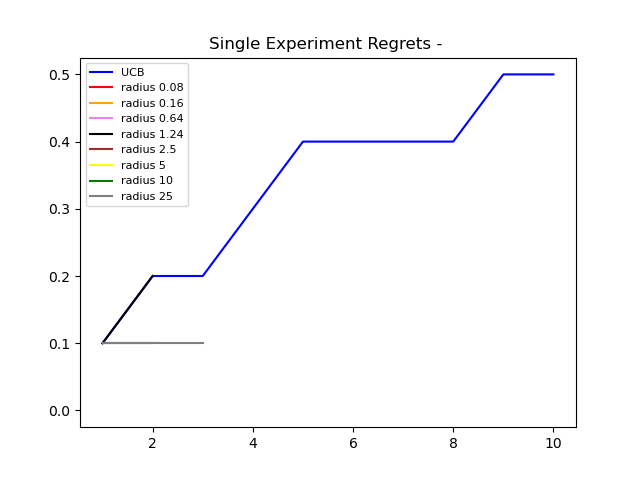 Single Experiment Regrets -
UCB
radius 0.08
radius 0.16
radius 0.64
radius 1.24
radius 2.5
radius 5
radius 10
radius 25
0.5
0.4
0.3
0.2
0.1
0.0
2 4 6 8 10